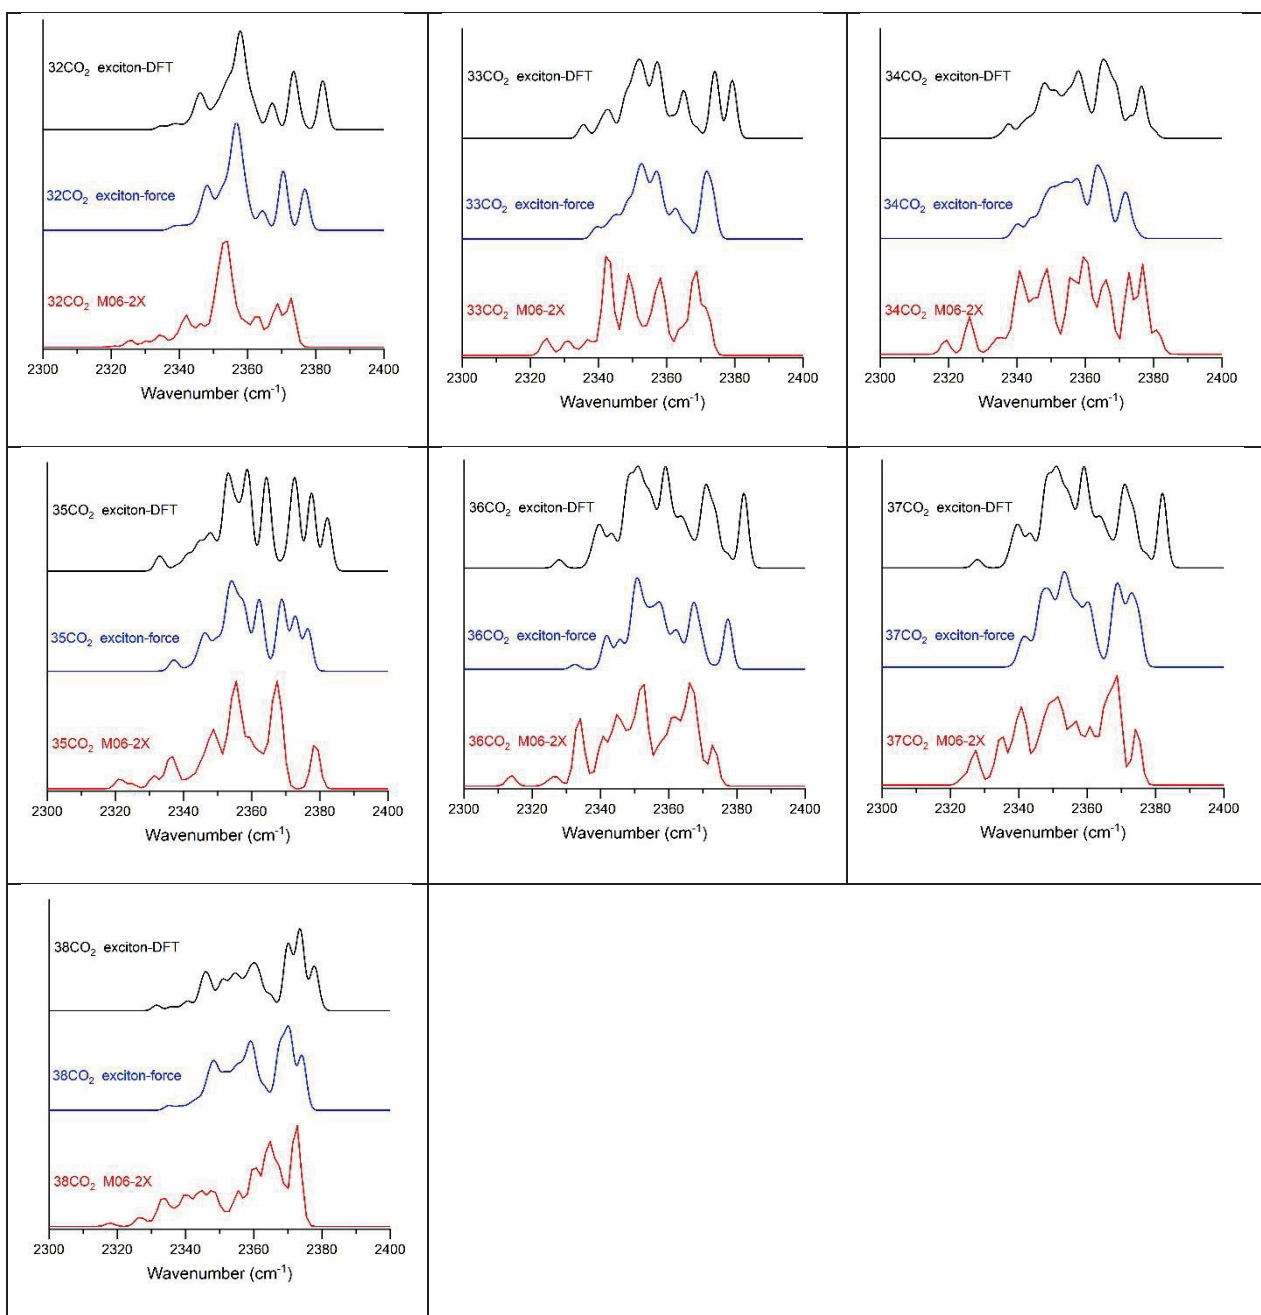 32CO2 exciton-DFT
32CO2 exciton-force
32CO2 M06-2X
2300 2320 2340 2360 2380 2400
Wavenumber (cm-1)
33CO2 exciton-DFT
33CO2 exciton-force
33CO2 M06-2X
2300 2320 2340 2360 2380 2400
Wavenumber (cm-1)
34CO2 exciton-DFT
34CO2 exciton-force
34CO2 M06-2X
2300 2320 2340 2360 2380 2400
Wavenumber (cm-1)
35CO2 exciton-DFT
35CO2 exciton-force
35CO2 M06-2X
2300 2320 2340 2360 2380 2400
Wavenumber (cm-1)
36CO2 exciton-DFT
36CO2 exciton-force
36CO2 M06-2X
2300 2320 2340 2360 2380 2400
Wavenumber (cm-1)
37CO2 exciton-DFT
37CO2 exciton-force
37CO2 M06-2X
2300 2320 2340 2360 2380 2400
Wavenumber (cm-1)
38CO2 exciton-DFT
38CO2 exciton-force
38CO2 M06-2X
2300 2320 2340 2360 2380 2400
Wavenumber (cm-1)